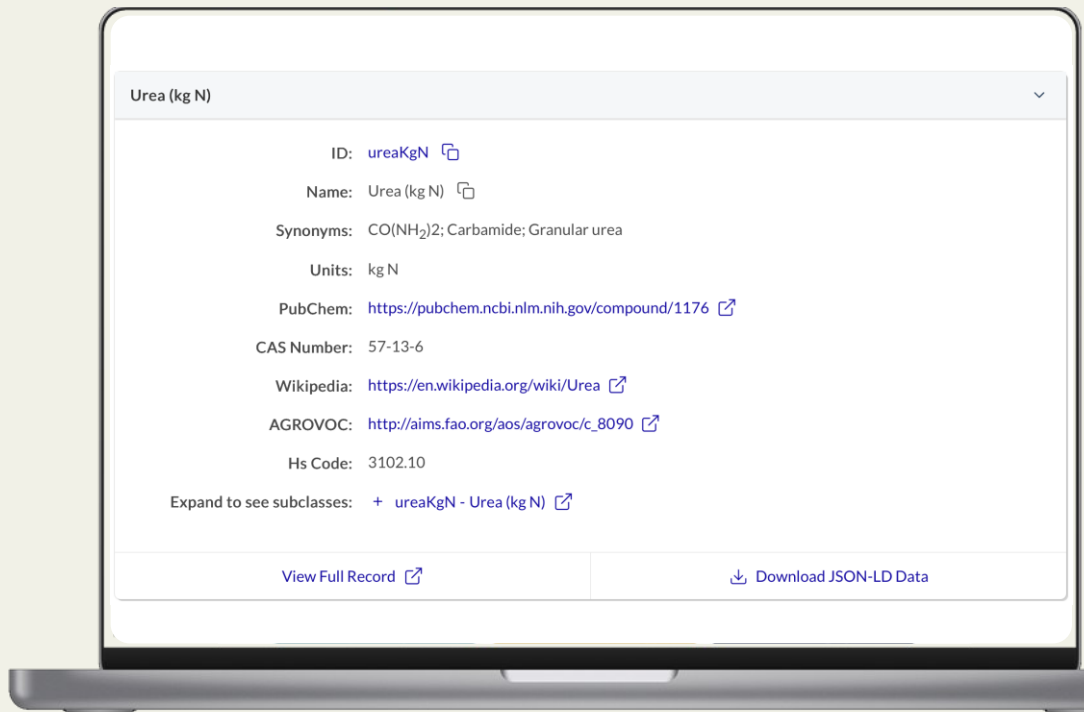 Urea (kg N)
ID: ureaKgN
Name: Urea (kg N)
Synonyms: CO(NH₂)2; Carbamide; Granular urea
Units: kg N
PubChem: https://pubchem.ncbi.nlm.nih.gov/compound/1176
CAS Number: 57-13-6
Wikipedia: https://en.wikipedia.org/wiki/Urea
AGROVOC: http://aims.fao.org/aos/agrovoc/c_8090
Hs Code: 3102.10
Expand to see subclasses: + ureaKgN - Urea (kg N)
View Full Record Download JSON-LD Data